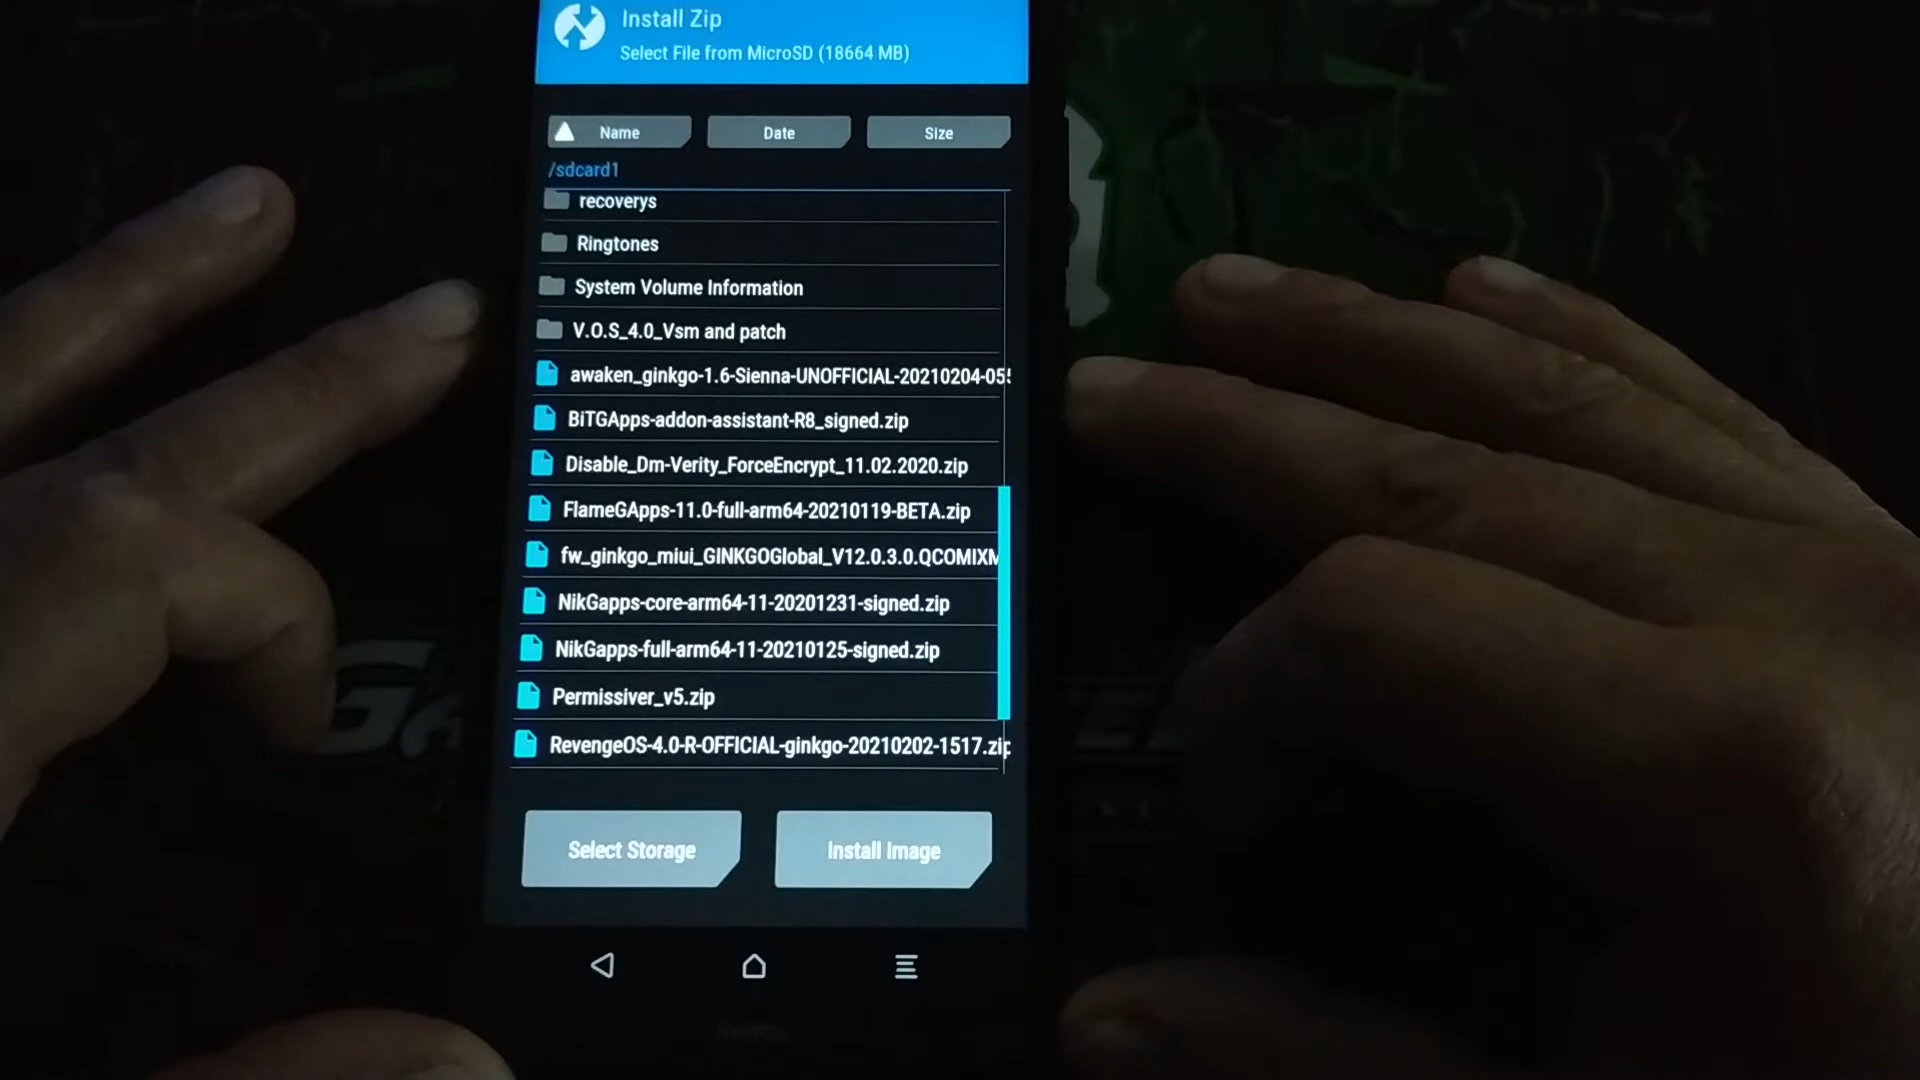 Install Zip
Select File from MicroSD (18664 MB)
Name Date Size
/sdcard1
recoverys
Ringtones
System Volume Information
V.O.S_4.0_Vsm and patch
awaken_ginkgo-1.6-Sienna-UNOFFICIAL-20210204-055
BiTGApps-addon-assistant-R8_signed.zip
Disable_Dm-Verity_ForceEncrypt_11.02.2020.zip
FlameGApps-11.0-full-arm64-20210119-BETA.zip
fw_ginkgo_miui_GINKGOGlobal_V12.0.3.0.QCOMIXM
NikGapps-core-arm64-11-20201231-signed.zip
NikGapps-full-arm64-11-20210125-signed.zip
Permissiver_v5.zip
RevengeOS-4.0-R-OFFICIAL-ginkgo-20210202-1517.zip
Select Storage Install Image